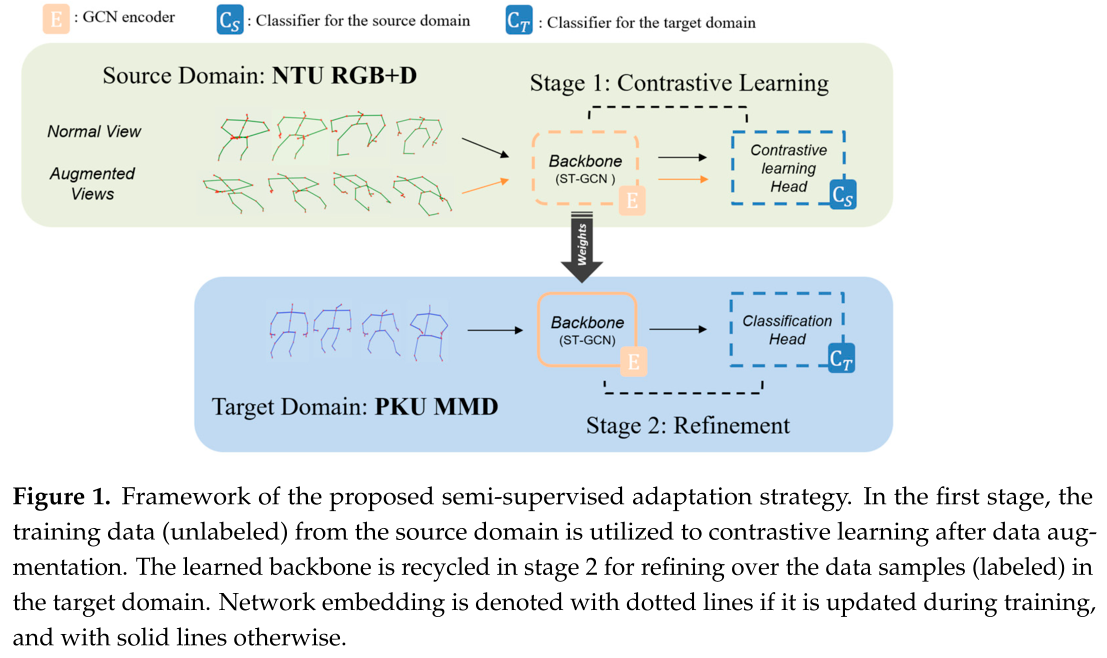 E : GCN encoder
C_S : Classifier for the source domain
C_T : Classifier for the target domain
Source Domain: NTU RGB+D
Stage 1: Contrastive Learning
Normal View
Augmented
Views
Backbone
(ST-GCN )
E
Contrastive
learning
Head
C_S
Weights
Backbone
(ST-GCN)
E
Classification
Head
C_T
Target Domain: PKU MMD
Stage 2: Refinement
Figure 1. Framework of the proposed semi-supervised adaptation strategy. In the first stage, the
training data (unlabeled) from the source domain is utilized to contrastive learning after data aug-
mentation. The learned backbone is recycled in stage 2 for refining over the data samples (labeled) in
the target domain. Network embedding is denoted with dotted lines if it is updated during training,
and with solid lines otherwise.